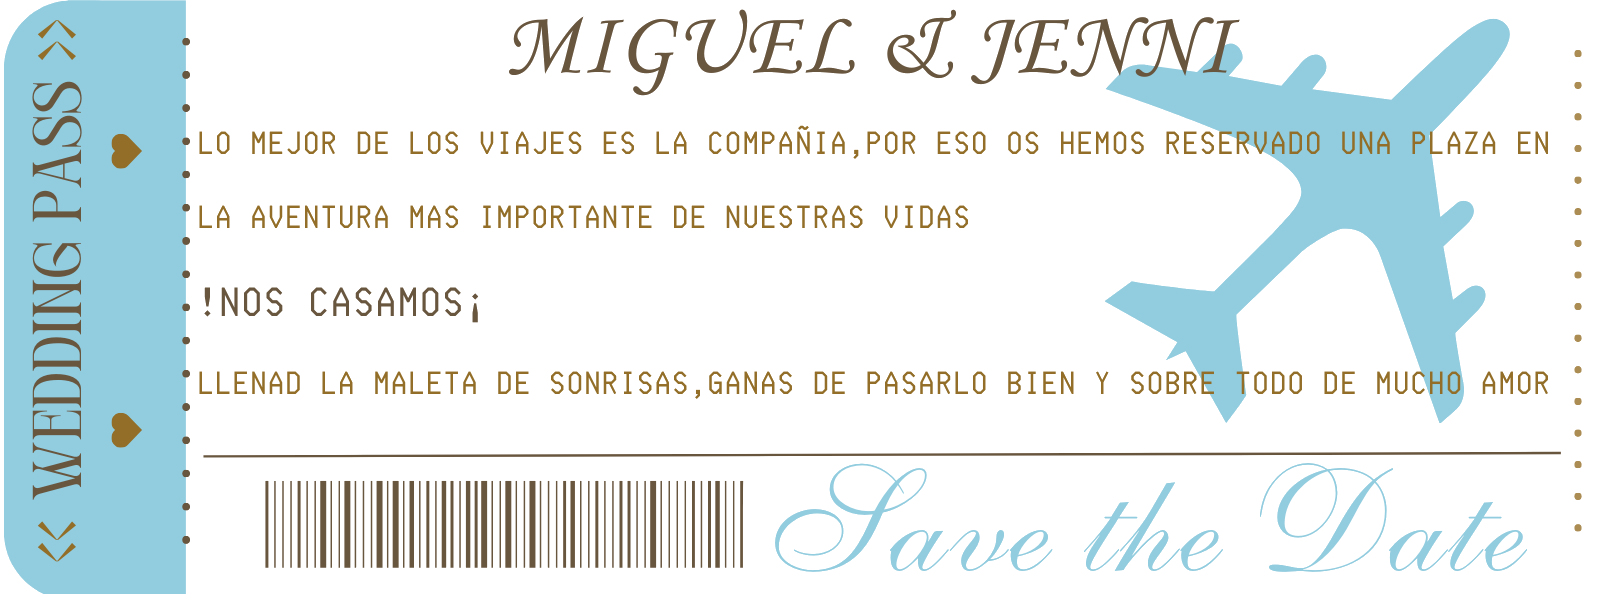 << WEDDING PASS >>
MIGUEL & JENNI
LO MEJOR DE LOS VIAJES ES LA COMPAÑIA,POR ESO OS HEMOS RESERVADO UNA PLAZA EN
LA AVENTURA MAS IMPORTANTE DE NUESTRAS VIDAS
!NOS CASAMOS¡
LLENAD LA MALETA DE SONRISAS,GANAS DE PASARLO BIEN Y SOBRE TODO DE MUCHO AMOR
Save the Date